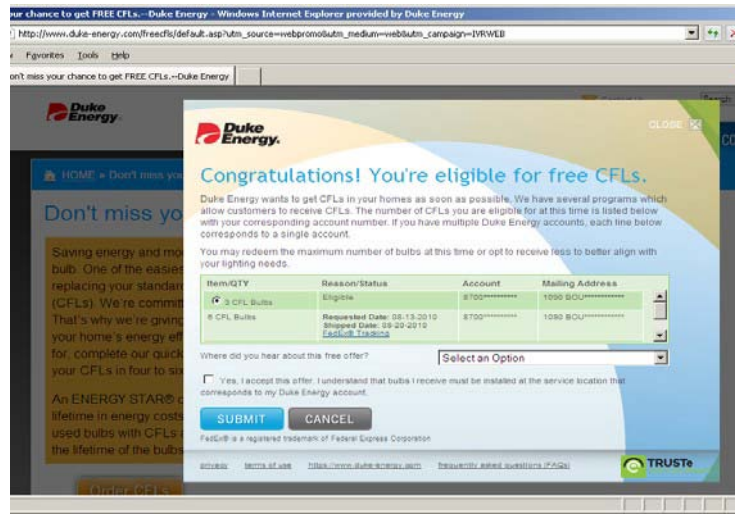 our chance to get FREE CFLs.--Duke Energy - Windows Internet Explorer provided by Duke Energy
http://www.duke-energy.com/freecfls/default.asp?utm_source=webpromo&utm_medium=web&utm_campaign=IVRWEB
Favorites Tools Help
on't miss your chance to get FREE CFLs.--Duke Energy
Duke
Energy
Search
HOME » Don't miss you
Don't miss yo
Saving energy and mo
bulb. One of the easies
replacing your standar
(CFLs). We're commit
That's why we're giving
your home's energy eff
for, complete our quick
your CFLs in four to six
An ENERGY STAR® c
lifetime in energy costs
used bulbs with CFLs a
the lifetime of the bulbs
Order CFLs
CLOSE
Duke
Energy.
Congratulations! You're eligible for free CFLs.
Duke Energy wants to get CFLs in your homes as soon as possible. We have several programs which
allow customers to receive CFLs. The number of CFLs you are eligible for at this time is listed below
with your corresponding account number. If you have multiple Duke Energy accounts, each line below
corresponds to a single account.
You may redeem the maximum number of bulbs at this time or opt to receive less to better align with
your lighting needs.
Item/QTY Reason/Status Account Mailing Address
3 CFL Bulbs Eligible 8700********** 1090 BOU***********
6 CFL Bulbs Requested Date: 08-13-2010 8700********** 1090 BOU***********
Shipped Date: 08-20-2010
FedEx® Tracking
Where did you hear about this free offer? Select an Option
Yes, I accept this offer. I understand that bulbs I receive must be installed at the service location that
corresponds to my Duke Energy account.
SUBMIT CANCEL
FedEx® is a registered trademark of Federal Express Corporation
privacy terms of use https://www.duke-energy.com frequently asked questions (FAQs)
TRUSTe